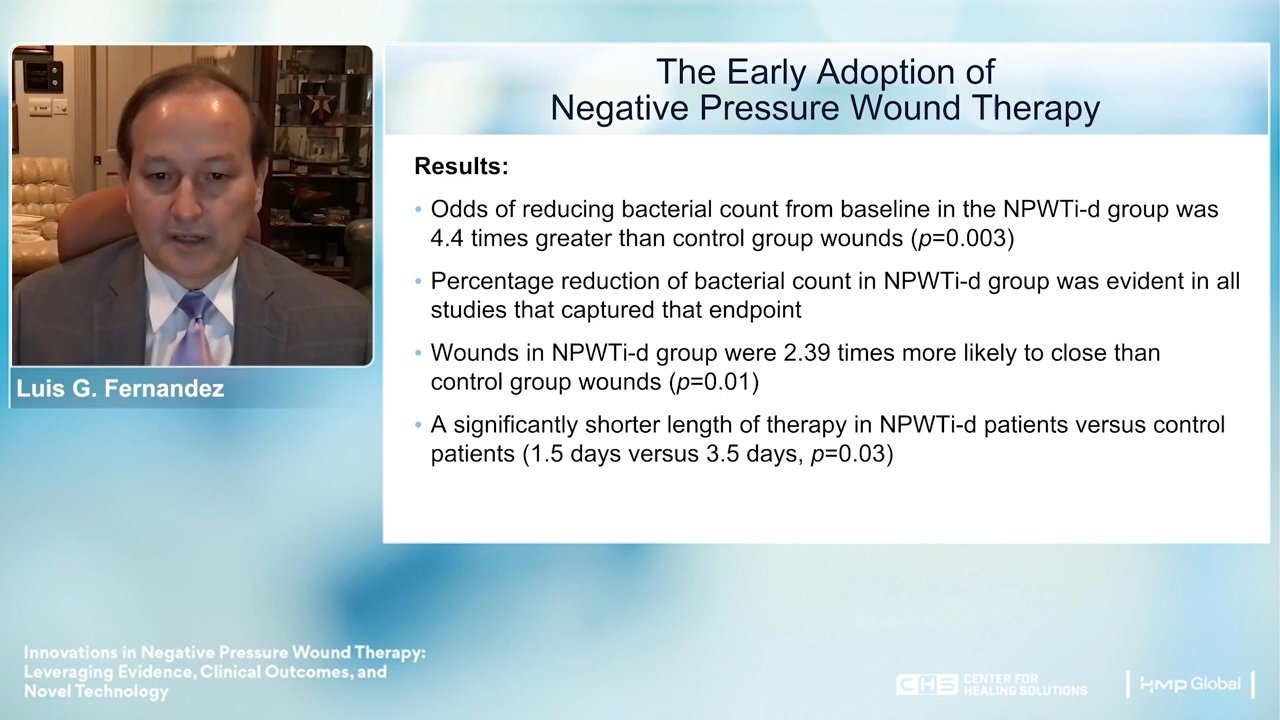 The Early Adoption of
Negative Pressure Wound Therapy
Results:
• Odds of reducing bacterial count from baseline in the NPWTi-d group was
4.4 times greater than control group wounds (p=0.003)
• Percentage reduction of bacterial count in NPWTi-d group was evident in all
studies that captured that endpoint
• Wounds in NPWTi-d group were 2.39 times more likely to close than
control group wounds (p=0.01)
• A significantly shorter length of therapy in NPWTi-d patients versus control
patients (1.5 days versus 3.5 days, p=0.03)
Luis G. Fernandez
Innovations in Negative Pressure Wound Therapy:
Leveraging Evidence, Clinical Outcomes, and
Novel Technology
CHS CENTER FOR
HEALING SOLUTIONS
HMP Global